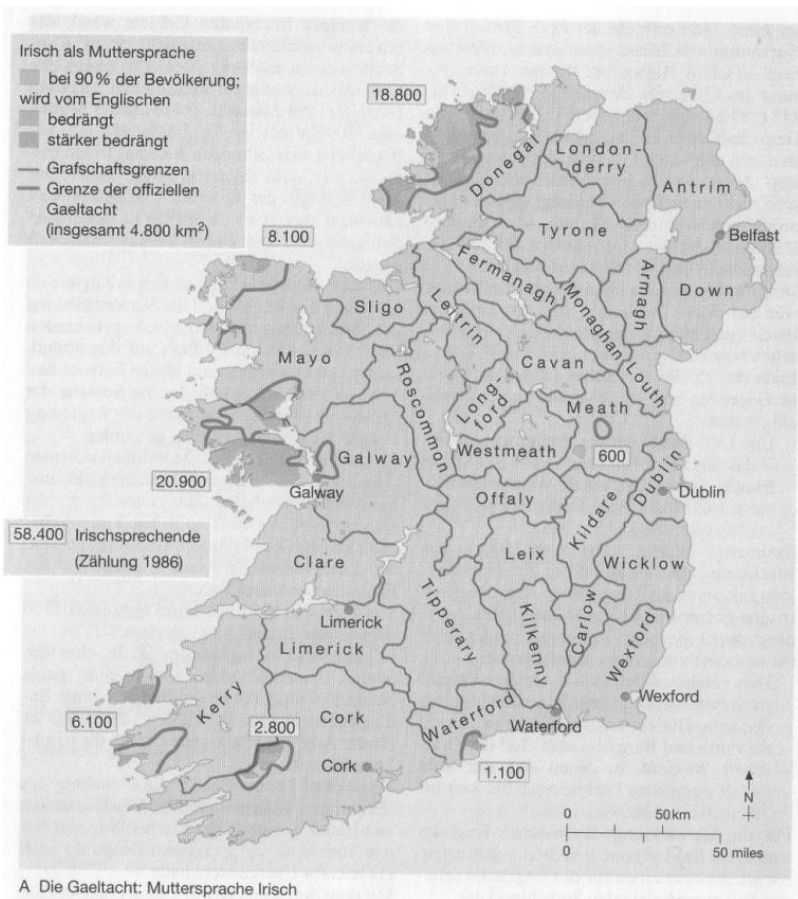 Irisch als Muttersprache
bei 90 % der Bevölkerung;
wird vom Englischen
bedrängt
stärker bedrängt
Grafschaftsgrenzen
Grenze der offiziellen
Gaeltacht
(insgesamt 4.800 km²)
18.800
Donegal
London-
derry
Antrim
Tyrone
Belfast
8.100
Fermanagh
Armagh
Down
Sligo
Leitrin
Monaghan
Mayo
Cavan
Louth
Roscommon
Long-
ford
Meath
Galway
Westmeath
600
20.900
Galway
Offaly
Kildare
Dublin
Dublin
58.400 Irischsprechende
(Zählung 1986)
Clare
Leix
Wicklow
Tipperary
Limerick
Kilkenny
Carlow
Limerick
Wexford
Kerry
Wexford
6.100
2.800
Cork
Waterford
Waterford
Cork
1.100
N
0 50km
0 50 miles
A Die Gaeltacht: Muttersprache Irisch